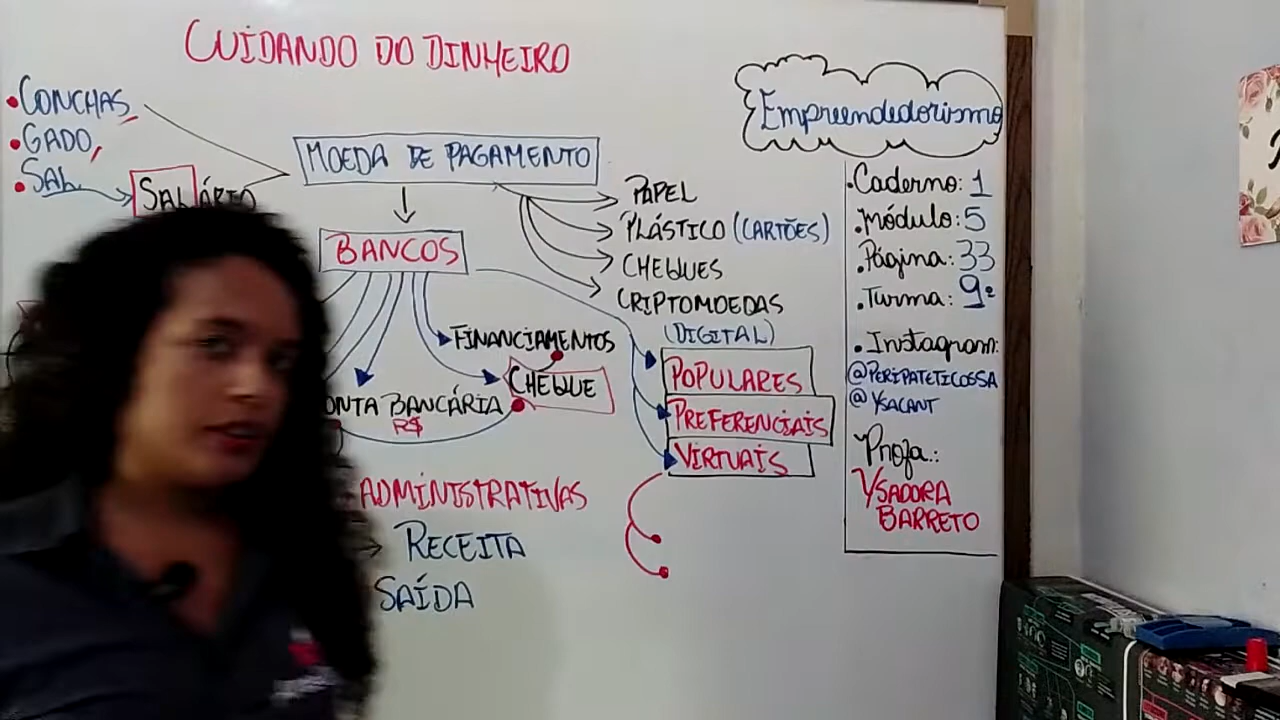 CUIDANDO DO DINHEIRO
• CONCHAS,
• GADO,
• SAL
SALÁRIO
MOEDA DE PAGAMENTO
BANCOS
PAPEL
PLÁSTICO (CARTÕES)
CHEQUES
CRIPTOMOEDAS
(DIGITAL)
FINANCIAMENTOS
CHEQUE
ONTA BANCÁRIA
R$
POPULARES
PREFERENCIAIS
VIRTUAIS
ADMINISTRATIVAS
RECEITA
SAÍDA
Empreendedorismo
• Caderno: 1
• Módulo: 5
• Página: 33
• Turma: 9º
• Instagram:
@PERIPATETICOSSA
@YSACANT
Profa.:
YSADORA
BARRETO